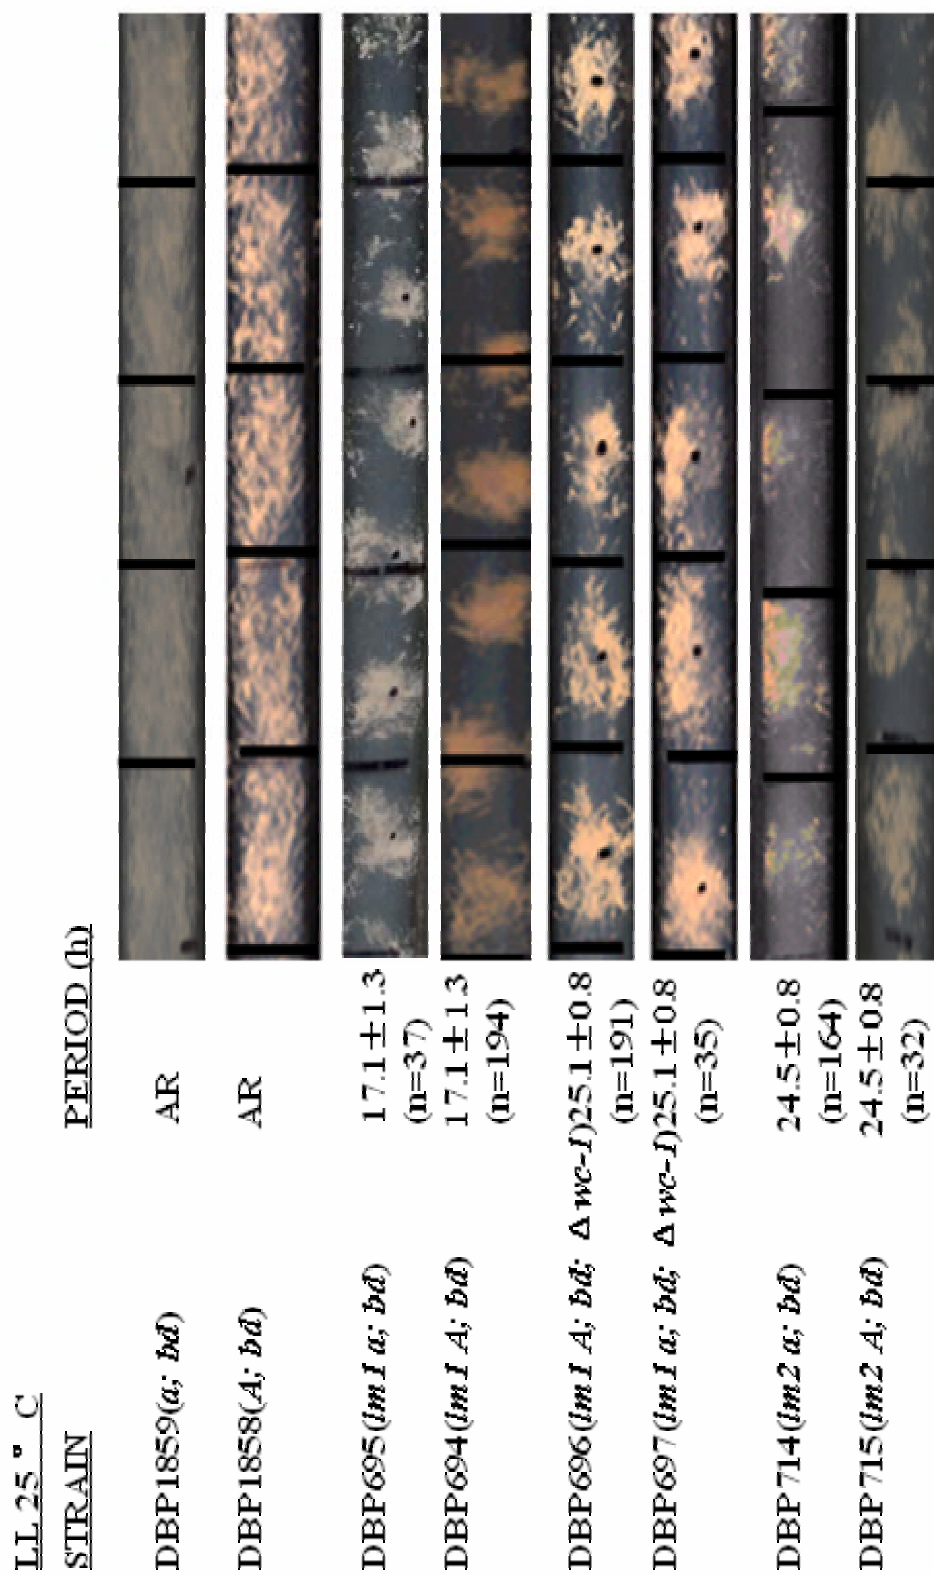 LL 25 ° C
STRAIN PERIOD (h)
DBP1859(a; bd) AR
DBP1858(A; bd) AR
DBP695(lm1 a; bd) 17.1±1.3
(n=37)
DBP694(lm1 A; bd) 17.1±1.3
(n=194)
DBP696(lm1 A; bd; Δwc-1)25.1±0.8
(n=191)
DBP697(lm1 a; bd; Δwc-1)25.1±0.8
(n=35)
DBP714(lm2 a; bd) 24.5±0.8
(n=164)
DBP715(lm2 A; bd) 24.5±0.8
(n=32)